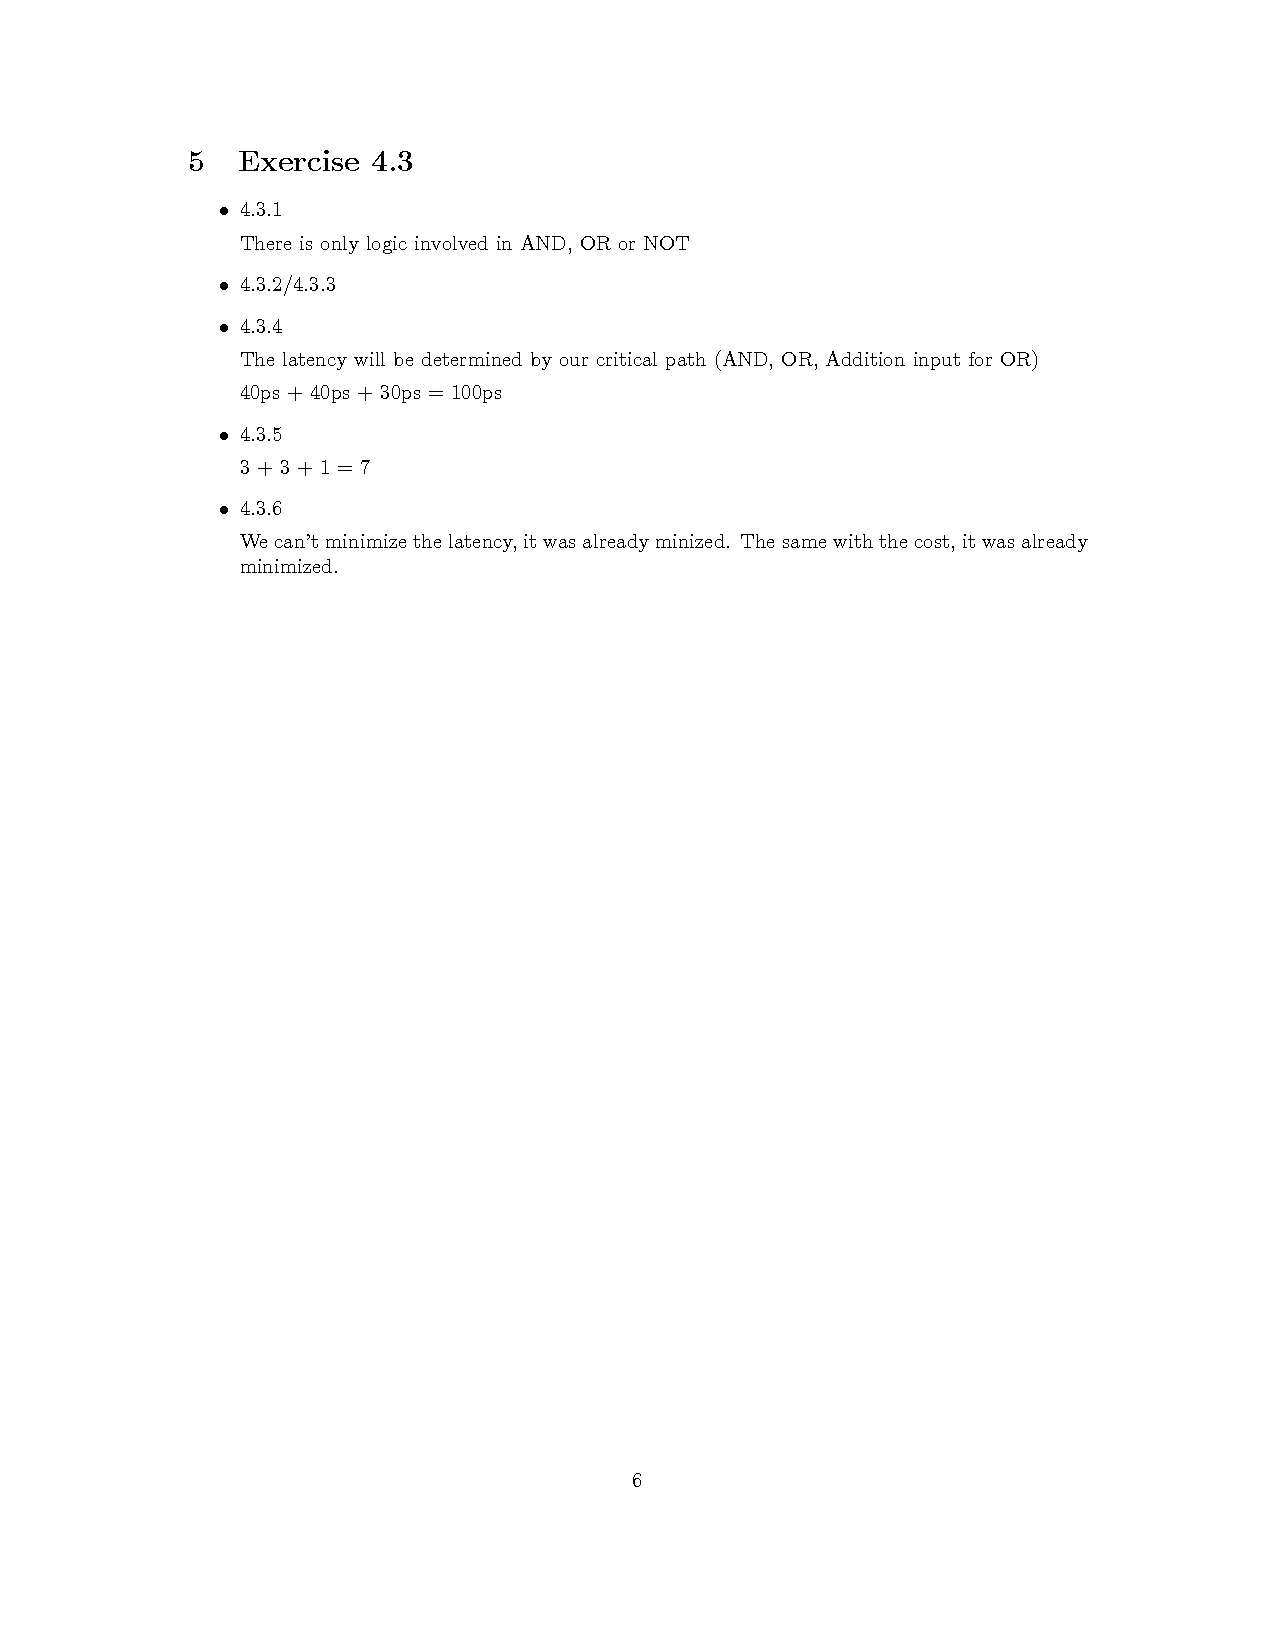 5 Exercise 4.3
• 4.3.1
There is only logic involved in AND, OR or NOT
• 4.3.2/4.3.3
• 4.3.4
The latency will be determined by our critical path (AND, OR, Addition input for OR)
40ps + 40ps + 30ps = 100ps
• 4.3.5
3 + 3 + 1 = 7
• 4.3.6
We can't minimize the latency, it was already minized. The same with the cost, it was already
minimized.
6